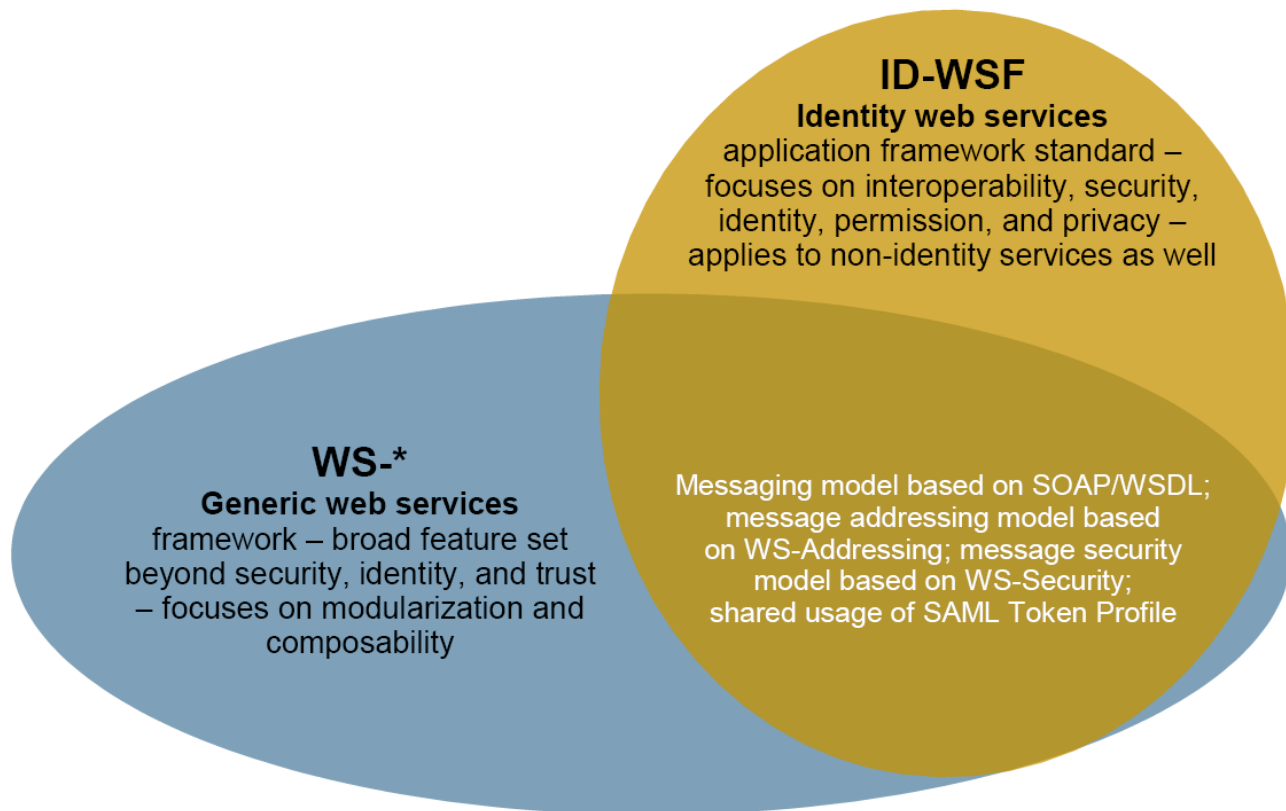 ID-WSF
Identity web services
application framework standard –
focuses on interoperability, security,
identity, permission, and privacy –
applies to non-identity services as well
WS-*
Generic web services
framework – broad feature set
beyond security, identity, and trust
– focuses on modularization and
composability
Messaging model based on SOAP/WSDL;
message addressing model based
on WS-Addressing; message security
model based on WS-Security;
shared usage of SAML Token Profile